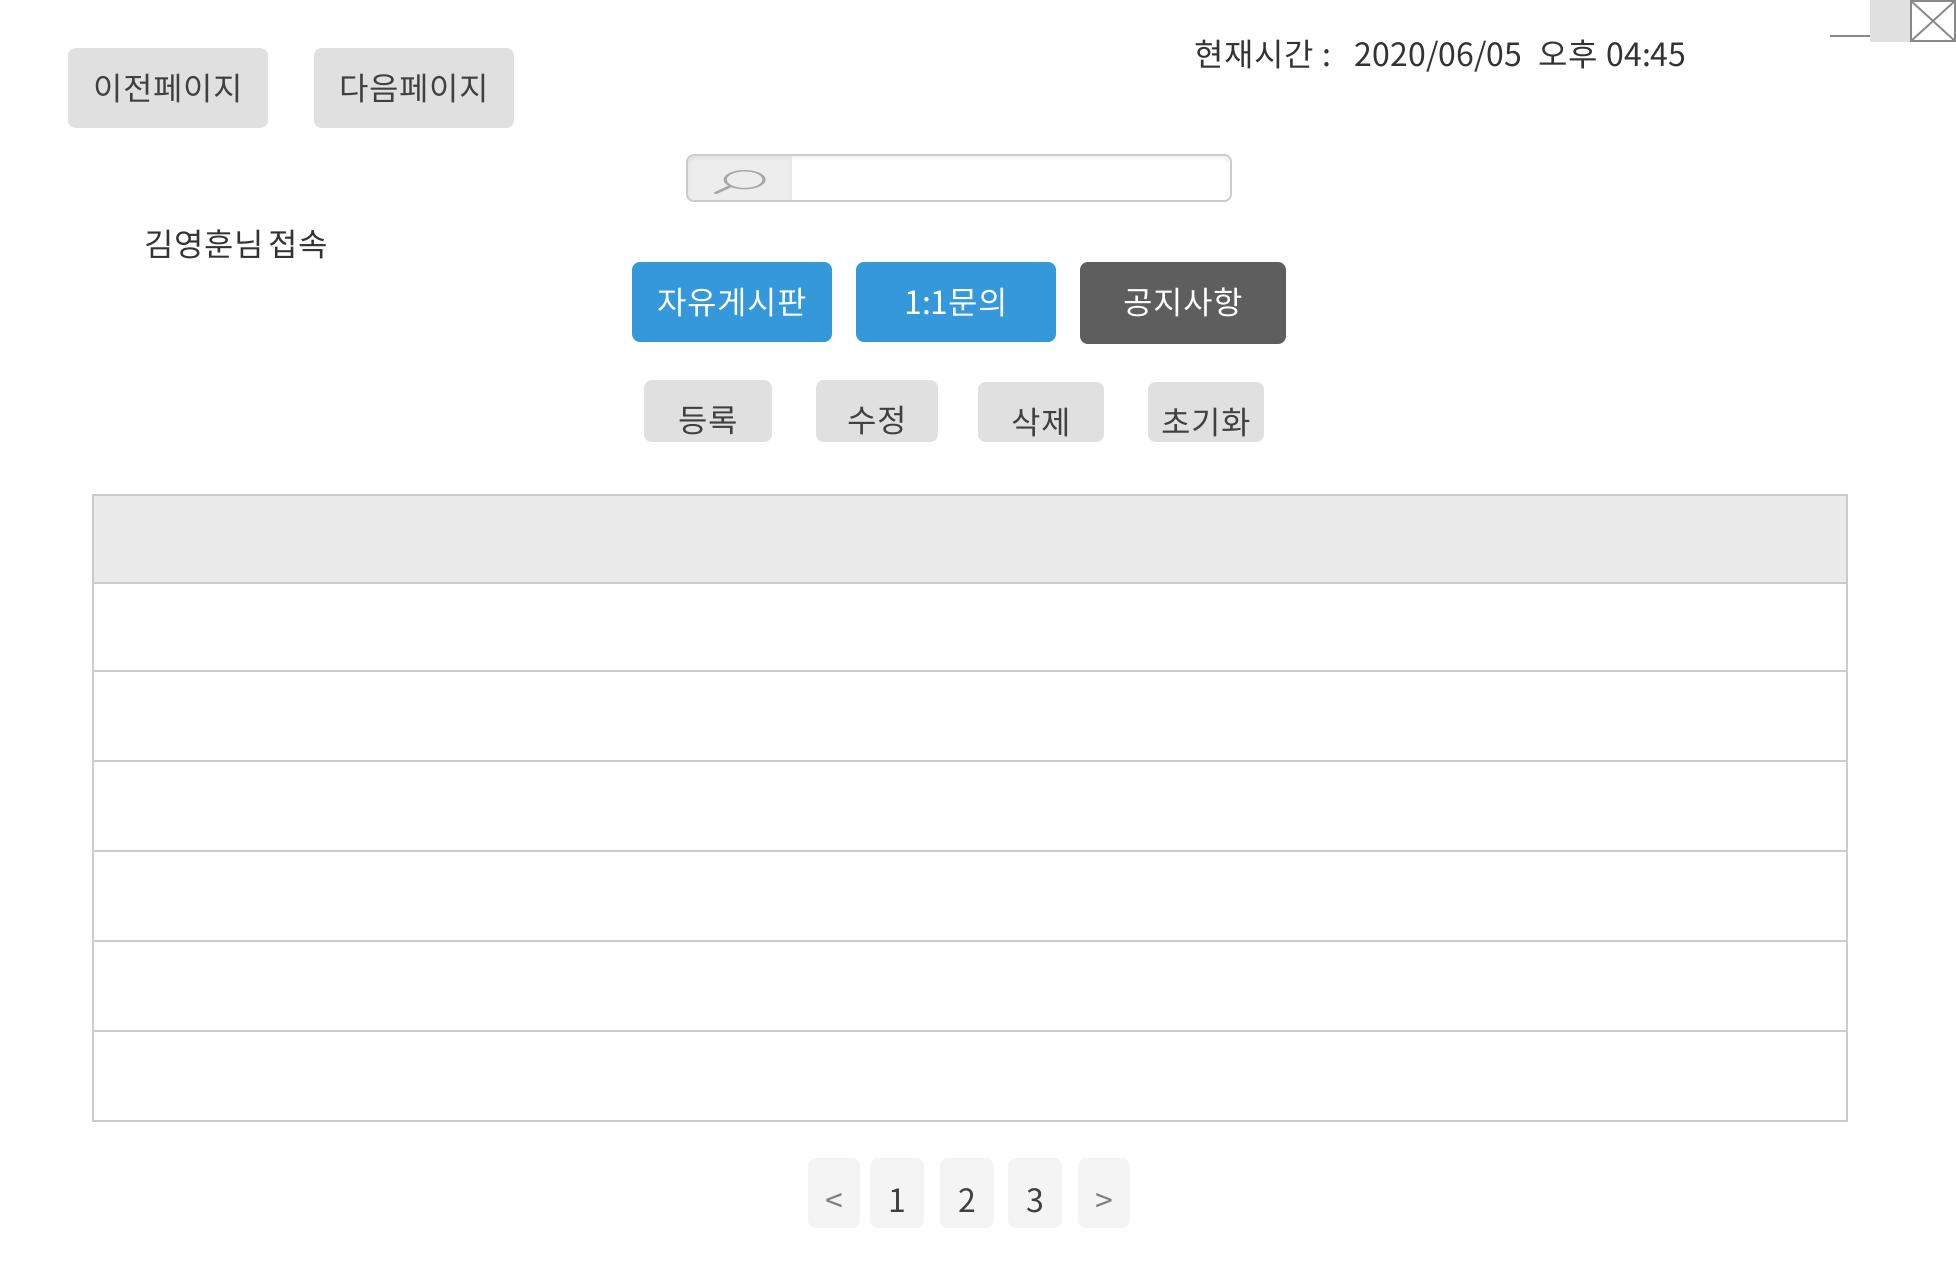 현재시간 : 2020/06/05 오후 04:45
이전페이지 다음페이지
김영훈님 접속
자유게시판 1:1문의 공지사항
등록 수정 삭제 초기화
< 1 2 3 >